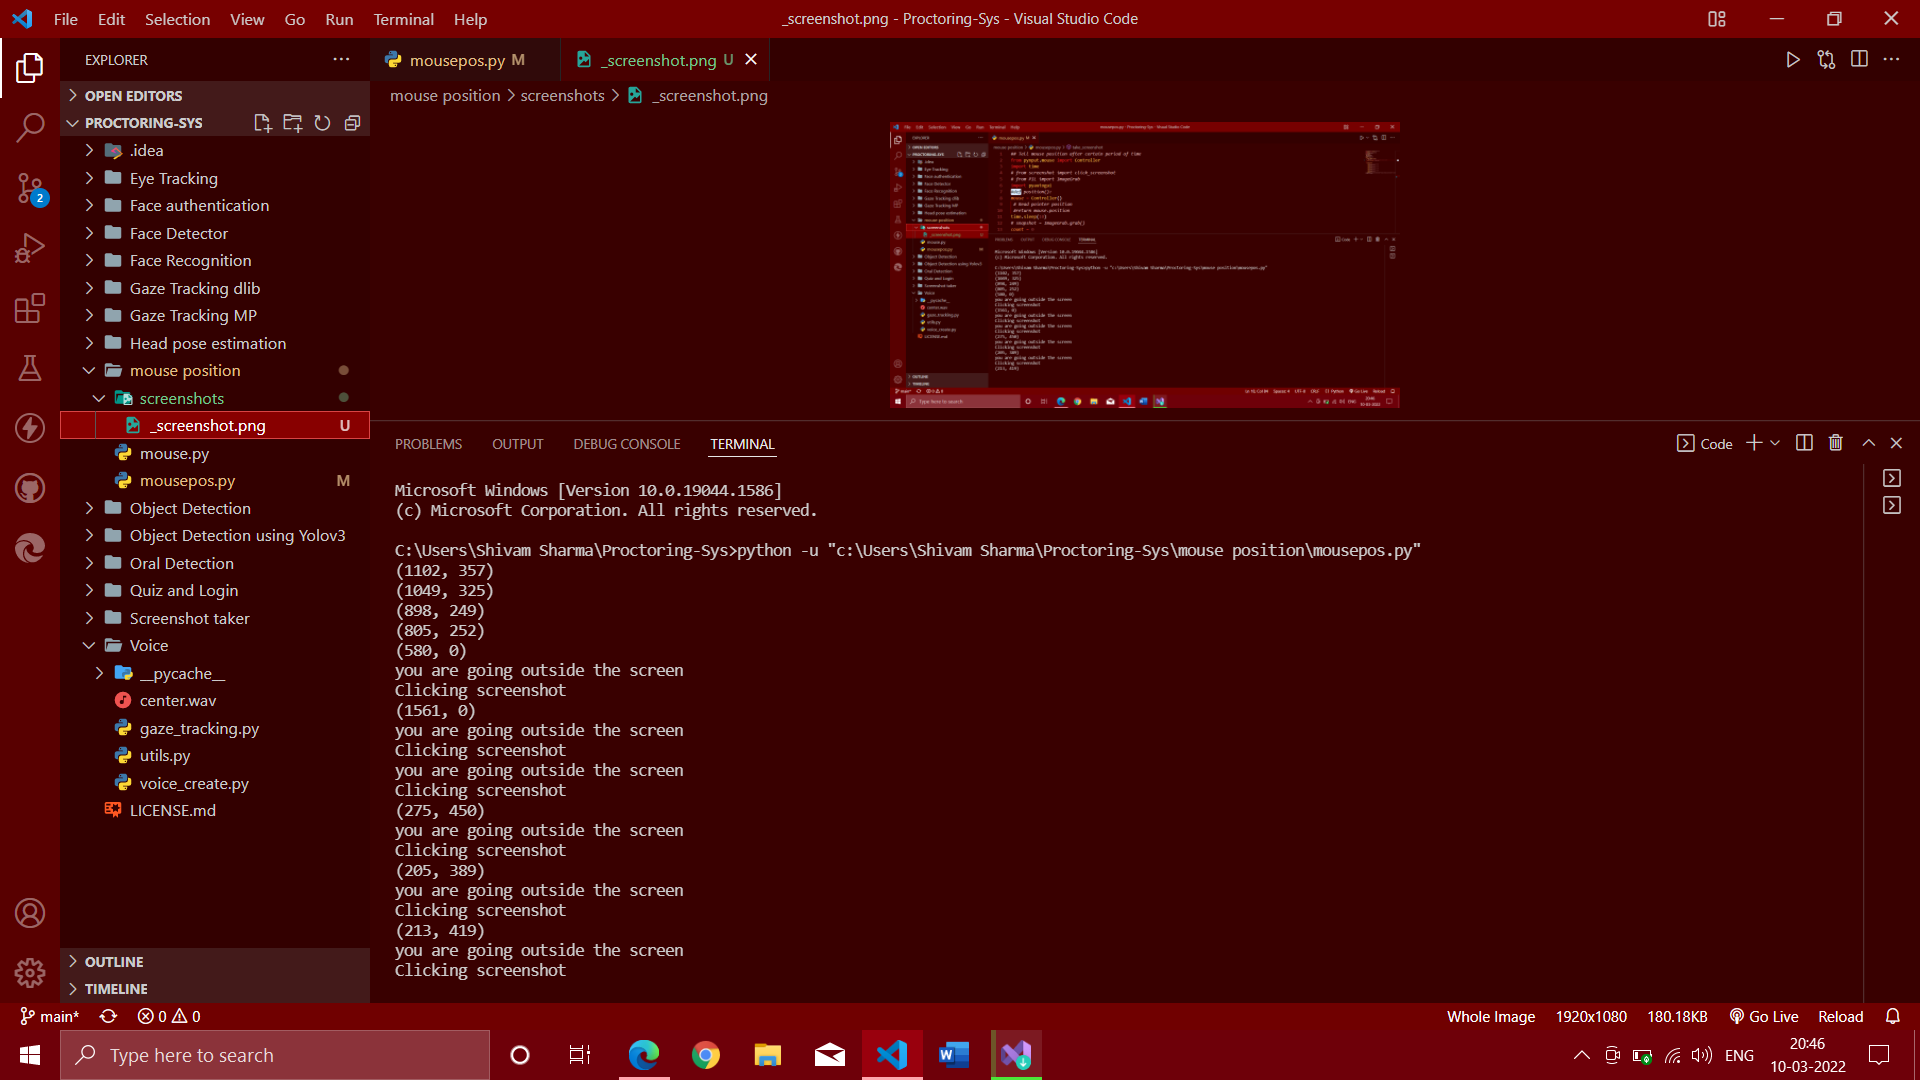 File Edit Selection View Go Run Terminal Help
_screenshot.png - Proctoring-Sys - Visual Studio Code
EXPLORER
OPEN EDITORS
PROCTORING-SYS
.idea
Eye Tracking
Face authentication
Face Detector
Face Recognition
Gaze Tracking dlib
Gaze Tracking MP
Head pose estimation
mouse position
screenshots
_screenshot.png U
mouse.py
mousepos.py M
Object Detection
Object Detection using Yolov3
Oral Detection
Quiz and Login
Screenshot taker
Voice
__pycache__
center.wav
gaze_tracking.py
utils.py
voice_create.py
LICENSE.md
OUTLINE
TIMELINE
2
mousepos.py M
_screenshot.png U
mouse position > screenshots > _screenshot.png
PROBLEMS OUTPUT DEBUG CONSOLE TERMINAL
Code
Microsoft Windows [Version 10.0.19044.1586]
(c) Microsoft Corporation. All rights reserved.
C:\Users\Shivam Sharma\Proctoring-Sys>python -u "c:\Users\Shivam Sharma\Proctoring-Sys\mouse position\mousepos.py"
(1102, 357)
(1049, 325)
(898, 249)
(805, 252)
(580, 0)
you are going outside the screen
Clicking screenshot
(1561, 0)
you are going outside the screen
Clicking screenshot
you are going outside the screen
Clicking screenshot
(275, 450)
you are going outside the screen
Clicking screenshot
(205, 389)
you are going outside the screen
Clicking screenshot
(213, 419)
you are going outside the screen
Clicking screenshot
main* 0 0
Whole Image 1920x1080 180.18KB Go Live Reload
Type here to search
ENG
20:46
10-03-2022